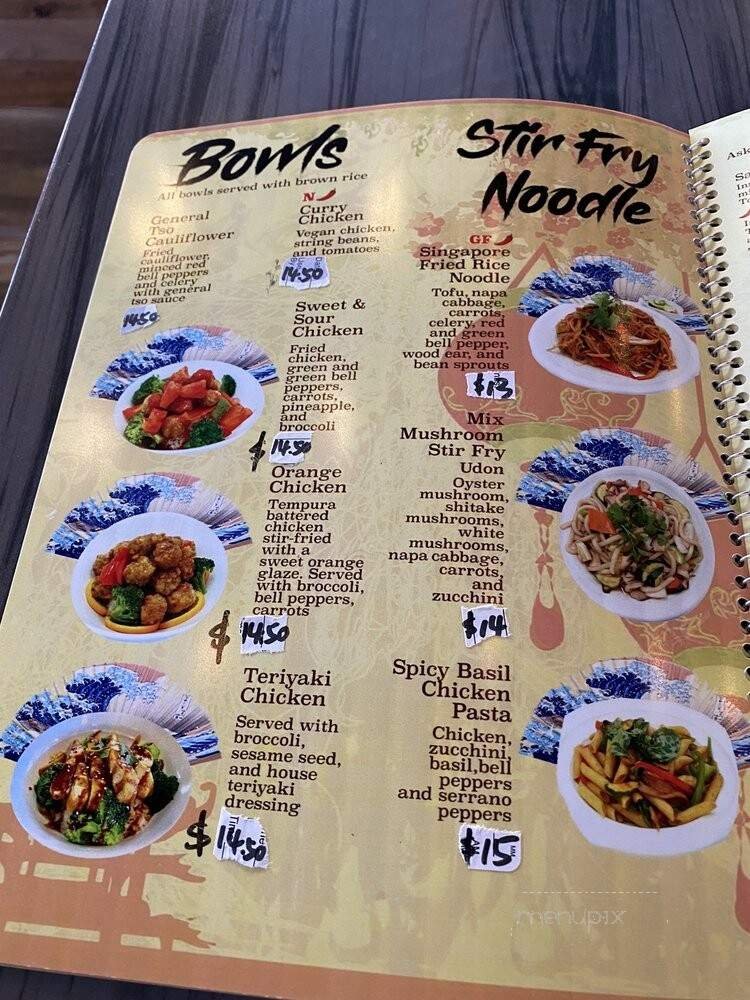 Bowls
All bowls served with brown rice
General
Tso
Cauliflower
Fried
cauliflower,
minced red
bell peppers
and celery
with general
tso sauce
14.50
N
Curry
Chicken
Vegan chicken,
string beans,
and tomatoes
14.50
Sweet &
Sour
Chicken
Fried
chicken,
green and
green bell
peppers,
carrots,
pineapple,
and
broccoli
$14.50
Orange
Chicken
Tempura
battered
chicken
stir-fried
with a
sweet orange
glaze. Served
with broccoli,
bell peppers,
carrots
$14.50
Teriyaki
Chicken
Served with
broccoli,
sesame seed,
and house
teriyaki
dressing
$14.50
Stir Fry
Noodle
GF
Singapore
Fried Rice
Noodle
Tofu, napa
cabbage,
carrots,
celery, red
and green
bell pepper,
wood ear, and
bean sprouts
$13
Mix
Mushroom
Stir Fry
Udon
Oyster
mushroom,
shitake
mushrooms,
white
mushrooms,
napa cabbage,
carrots,
and
zucchini
$14
Spicy Basil
Chicken
Pasta
Chicken,
zucchini,
basil,bell
peppers
and serrano
peppers
$15
menupix
Ask